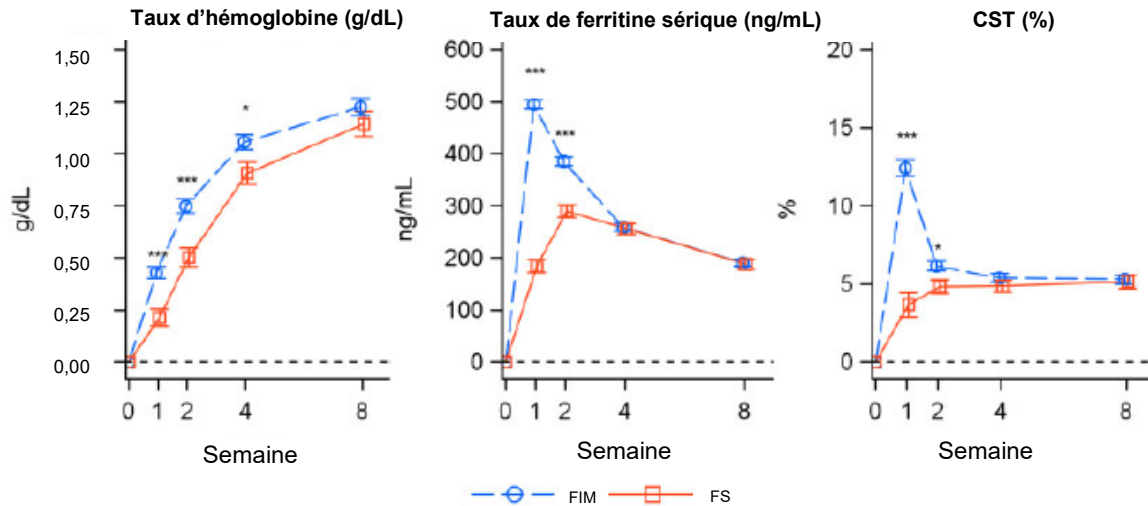 Taux d’hémoglobine (g/dL)
1,50
1,25
1,00
0,75
0,50
0,25
0,00
g/dL
***
***
*
0 1 2 4 8
Semaine
Taux de ferritine sérique (ng/mL)
600
500
400
300
200
100
0
ng/mL
***
***
0 1 2 4 8
Semaine
CST (%)
20
15
10
5
0
%
***
*
0 1 2 4 8
Semaine
FIM FS